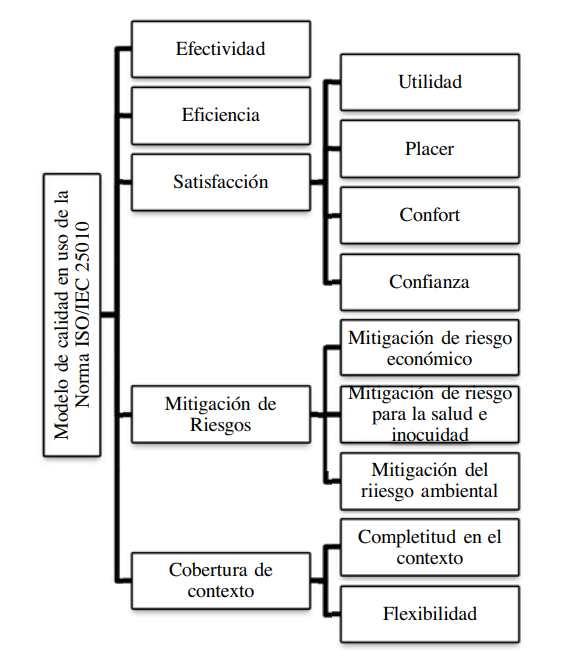 Modelo de calidad en uso de la
Norma ISO/IEC 25010
Efectividad
Eficiencia
Satisfacción
Utilidad
Placer
Confort
Confianza
Mitigación de
Riesgos
Mitigación de riesgo
económico
Mitigación de riesgo
para la salud e
inocuidad
Mitigación del
riiesgo ambiental
Cobertura de
contexto
Completitud en el
contexto
Flexibilidad